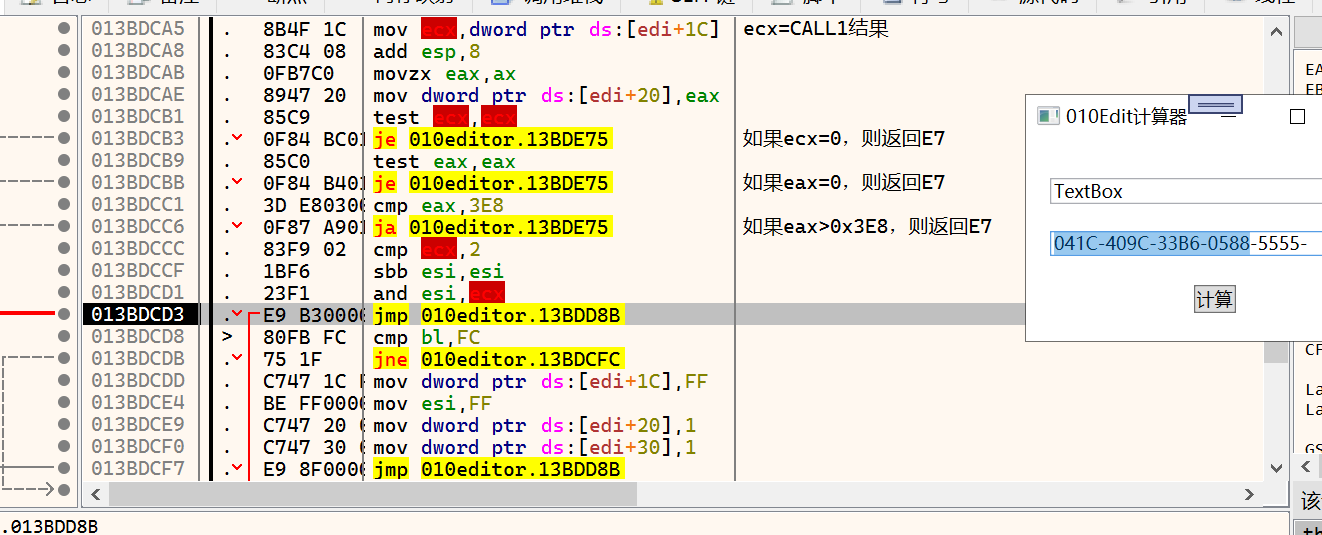 013BDCA5 . 8B4F 1C mov ecx,dword ptr ds:[edi+1C] ecx=CALL1结果
013BDCA8 . 83C4 08 add esp,8
013BDCAB . 0FB7C0 movzx eax,ax
013BDCAE . 8947 20 mov dword ptr ds:[edi+20],eax
013BDCB1 . 85C9 test ecx,ecx
013BDCB3 . 0F84 BC01 je 010editor.13BDE75 如果ecx=0，则返回E7
013BDCB9 . 85C0 test eax,eax
013BDCBB . 0F84 B401 je 010editor.13BDE75 如果eax=0，则返回E7
013BDCC1 . 3D E80300 cmp eax,3E8
013BDCC6 . 0F87 A901 ja 010editor.13BDE75 如果eax>0x3E8，则返回E7
013BDCCC . 83F9 02 cmp ecx,2
013BDCCF . 1BF6 sbb esi,esi
013BDCD1 . 23F1 and esi,ecx
013BDCD3 . E9 B30000 jmp 010editor.13BDD8B
013BDCD8 > 80FB FC cmp bl,FC
013BDCDB . 75 1F jne 010editor.13BDCFC
013BDCDD . C747 1C mov dword ptr ds:[edi+1C],FF
013BDCE4 . BE FF0000 mov esi,FF
013BDCE9 . C747 20 mov dword ptr ds:[edi+20],1
013BDCF0 . C747 30 mov dword ptr ds:[edi+30],1
013BDCF7 . E9 8F0000 jmp 010editor.13BDD8B
.013BDD8B
010Edit计算器
TextBox
041C-409C-33B6-0588-5555-
计算
EA
EB
CF
La
La
该